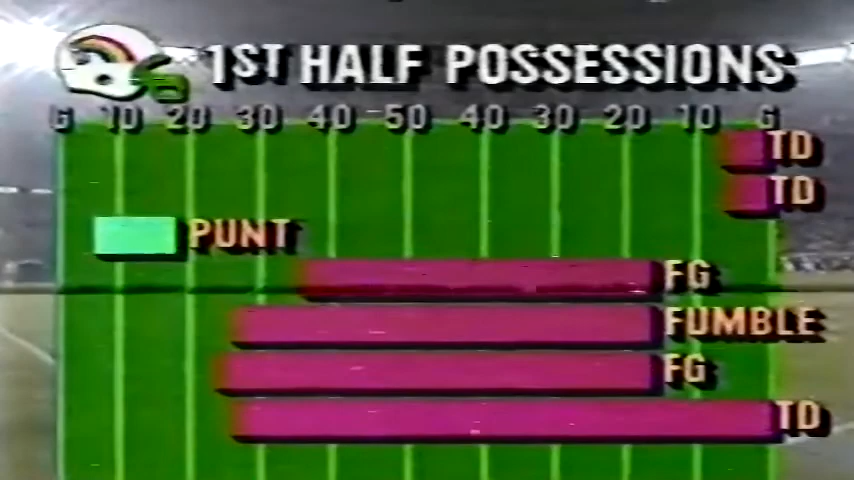 1ST HALF POSSESSIONS
G 10 20 30 40 50 40 30 20 10 G
TD
TD
PUNT
FG
FUMBLE
FG
TD